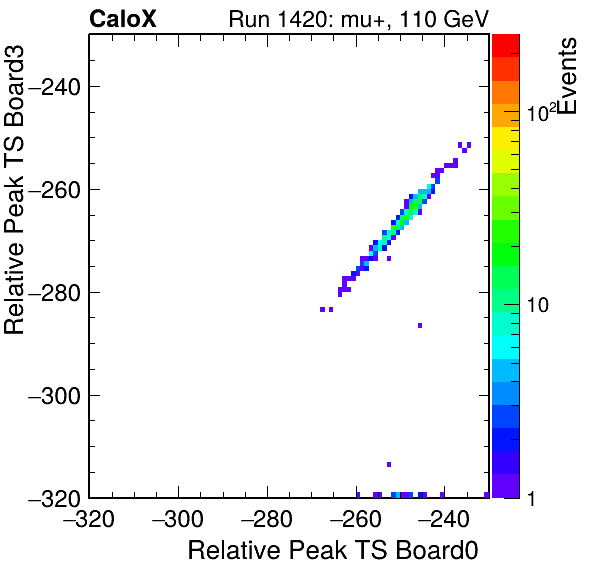 CaloX Run 1420: mu+, 110 GeV
Relative Peak TS Board3
−240
−260
−280
−300
−320
−320 −300 −280 −260 −240
Relative Peak TS Board0
Events
10²
10
1